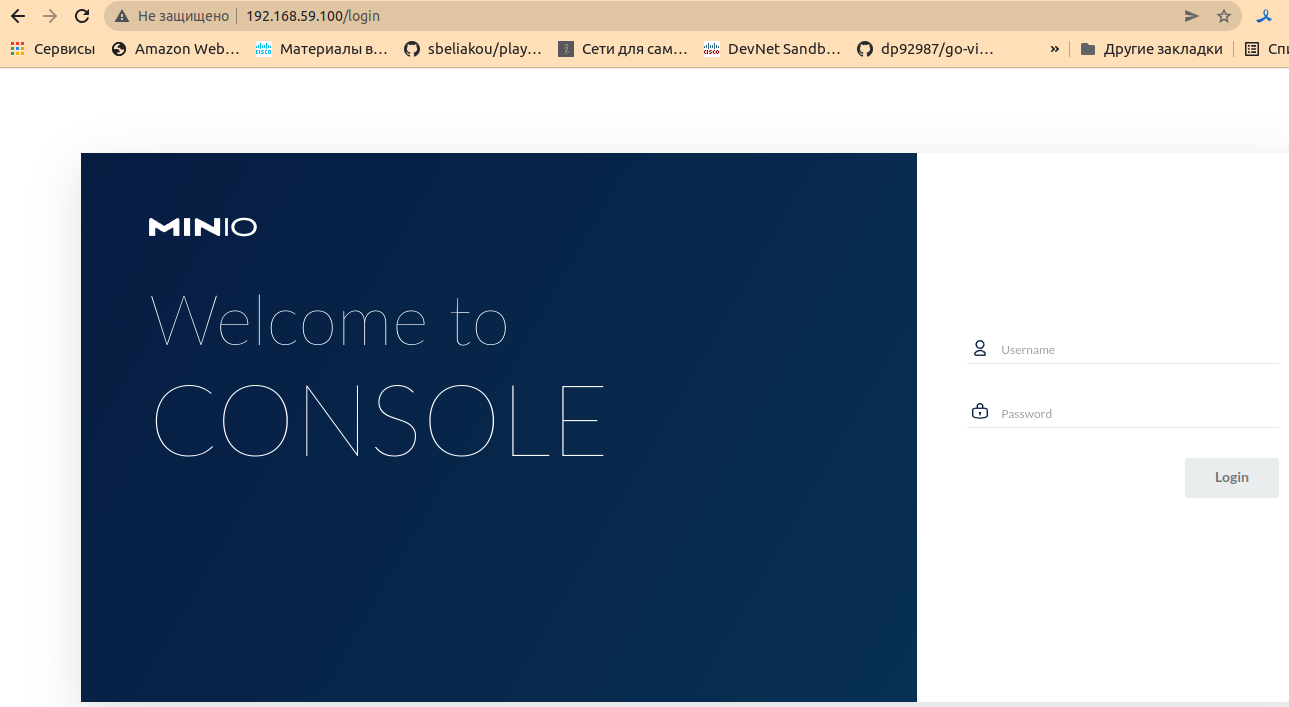 Не защищено 192.168.59.100/login
Сервисы Amazon Web... Материалы в... sbeliakou/play... Сети для сам... DevNet Sandb... dp92987/go-vi... » Другие закладки Спи
MINIO
Welcome to
CONSOLE
Username
Password
Login